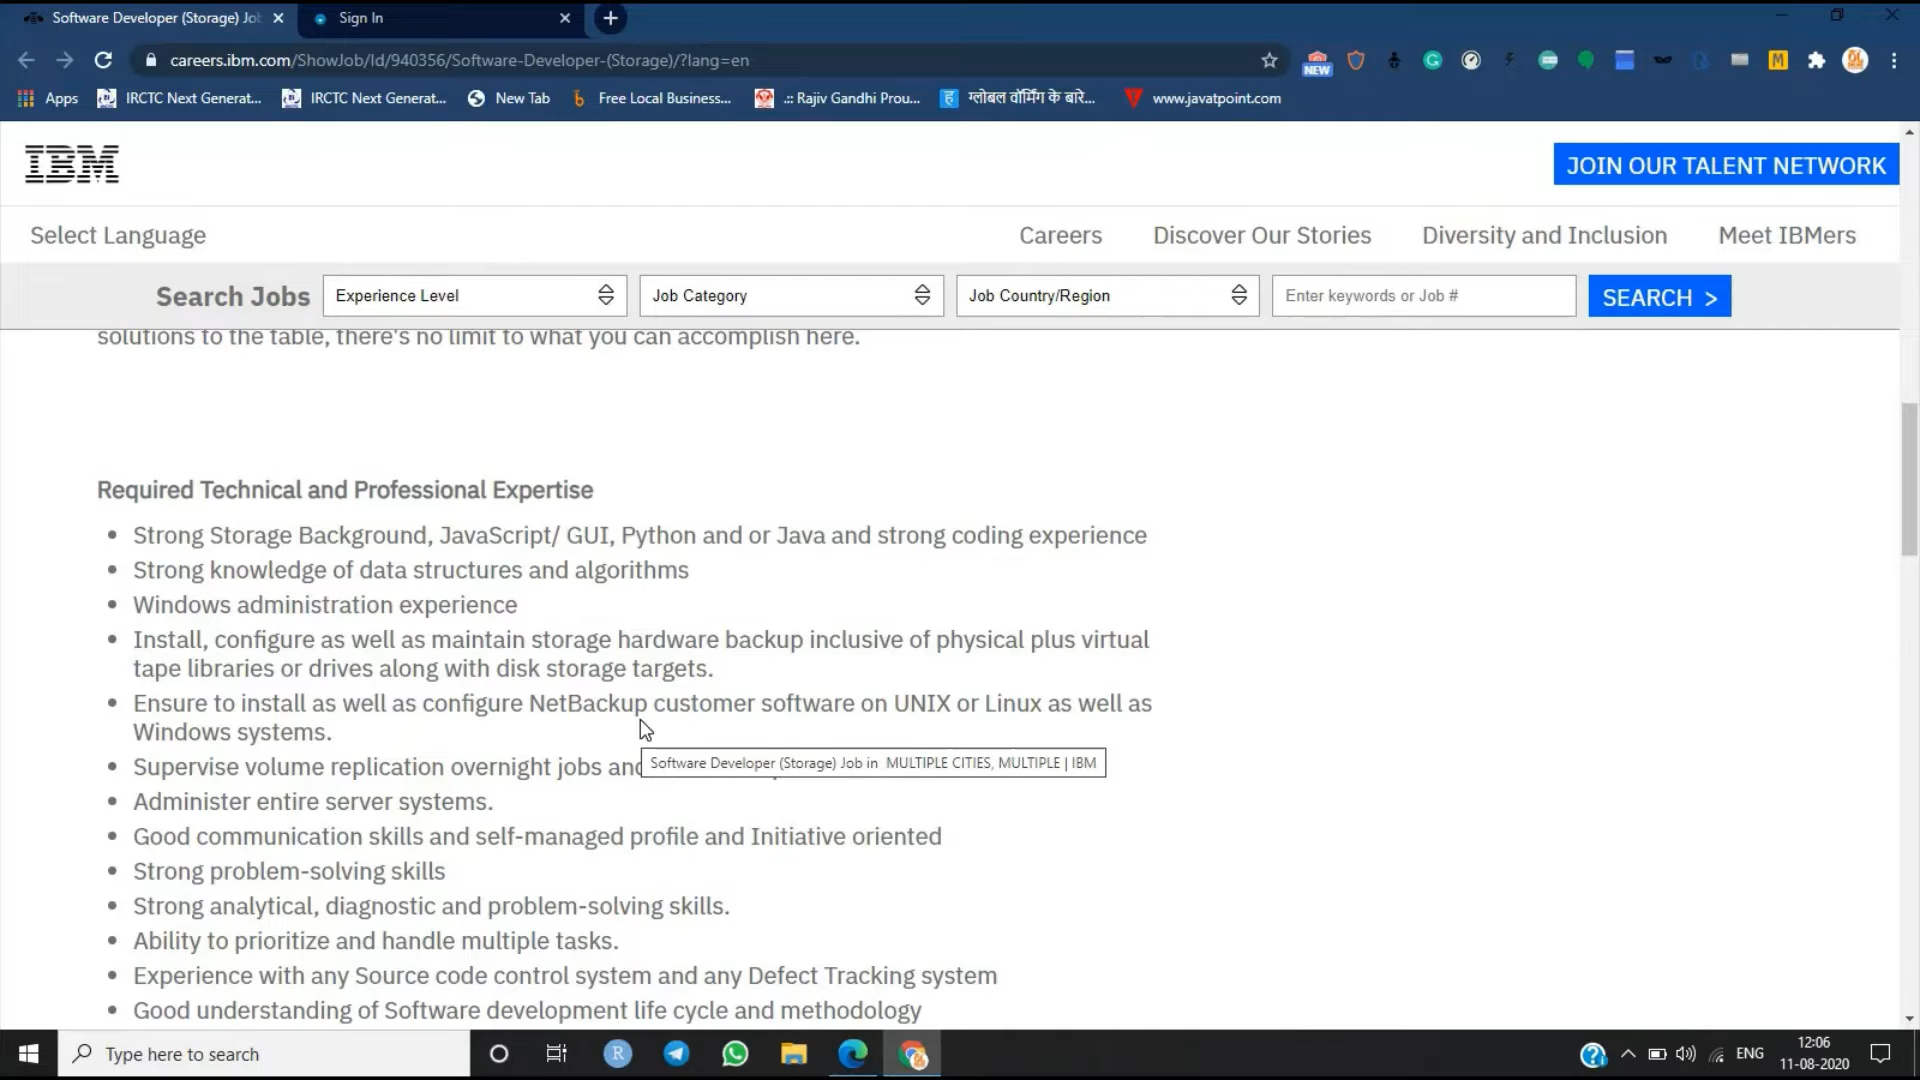 Software Developer (Storage) Jo
Sign In
careers.ibm.com/ShowJob/Id/940356/Software-Developer-(Storage)/?lang=en
NEW
M
Apps
IRCTC Next Generat...
IRCTC Next Generat...
New Tab
Free Local Business...
.:: Rajiv Gandhi Prou...
ग्लोबल वॉर्मिंग के बारे...
www.javatpoint.com
IBM
JOIN OUR TALENT NETWORK
Select Language
Careers
Discover Our Stories
Diversity and Inclusion
Meet IBMers
Search Jobs
Experience Level
Job Category
Job Country/Region
Enter keywords or Job #
SEARCH >
solutions to the table, there's no limit to what you can accomplish here.
Required Technical and Professional Expertise
• Strong Storage Background, JavaScript/ GUI, Python and or Java and strong coding experience
• Strong knowledge of data structures and algorithms
• Windows administration experience
• Install, configure as well as maintain storage hardware backup inclusive of physical plus virtual
tape libraries or drives along with disk storage targets.
• Ensure to install as well as configure NetBackup customer software on UNIX or Linux as well as
Windows systems.
• Supervise volume replication overnight jobs and
Software Developer (Storage) Job in MULTIPLE CITIES, MULTIPLE | IBM
• Administer entire server systems.
• Good communication skills and self-managed profile and Initiative oriented
• Strong problem-solving skills
• Strong analytical, diagnostic and problem-solving skills.
• Ability to prioritize and handle multiple tasks.
• Experience with any Source code control system and any Defect Tracking system
• Good understanding of Software development life cycle and methodology
Type here to search
R
ENG
12:06
11-08-2020